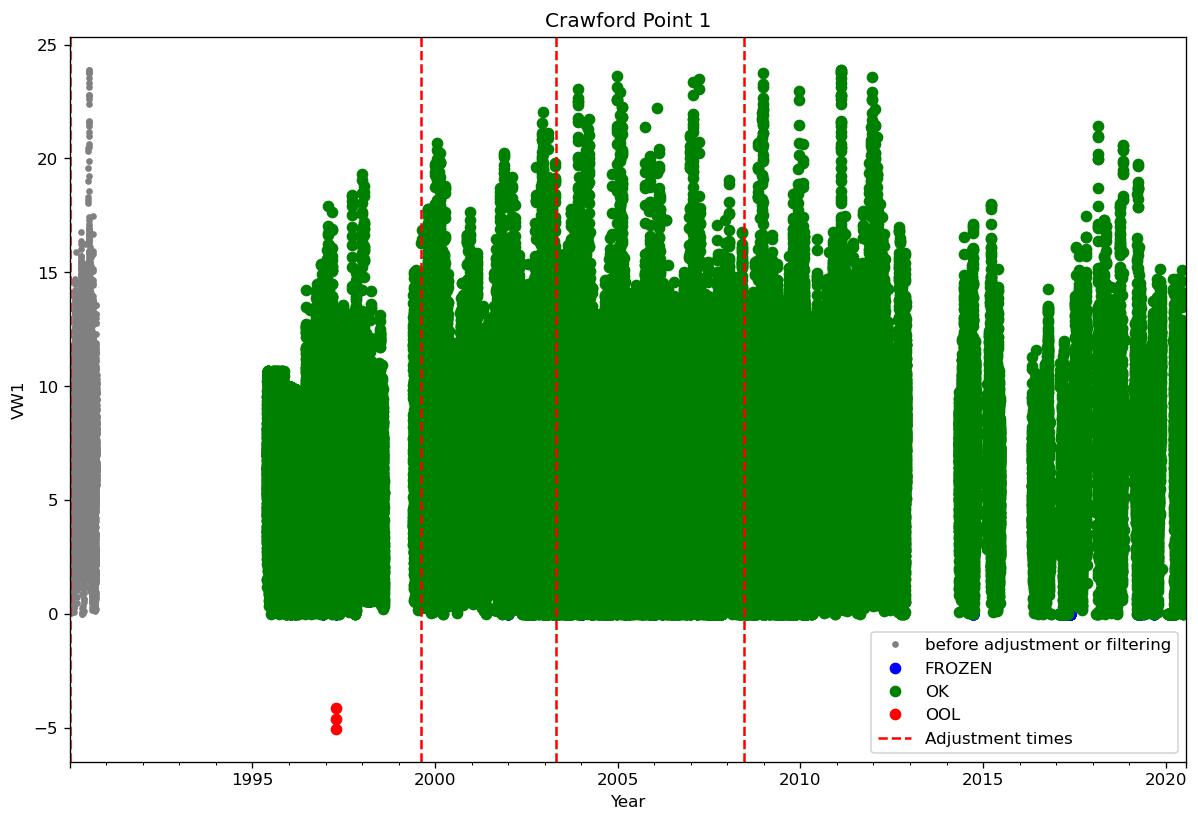 Crawford Point 1
25
20
15
10
5
0
−5
VW1
before adjustment or filtering
FROZEN
OK
OOL
Adjustment times
1995
2000
2005
2010
2015
2020
Year